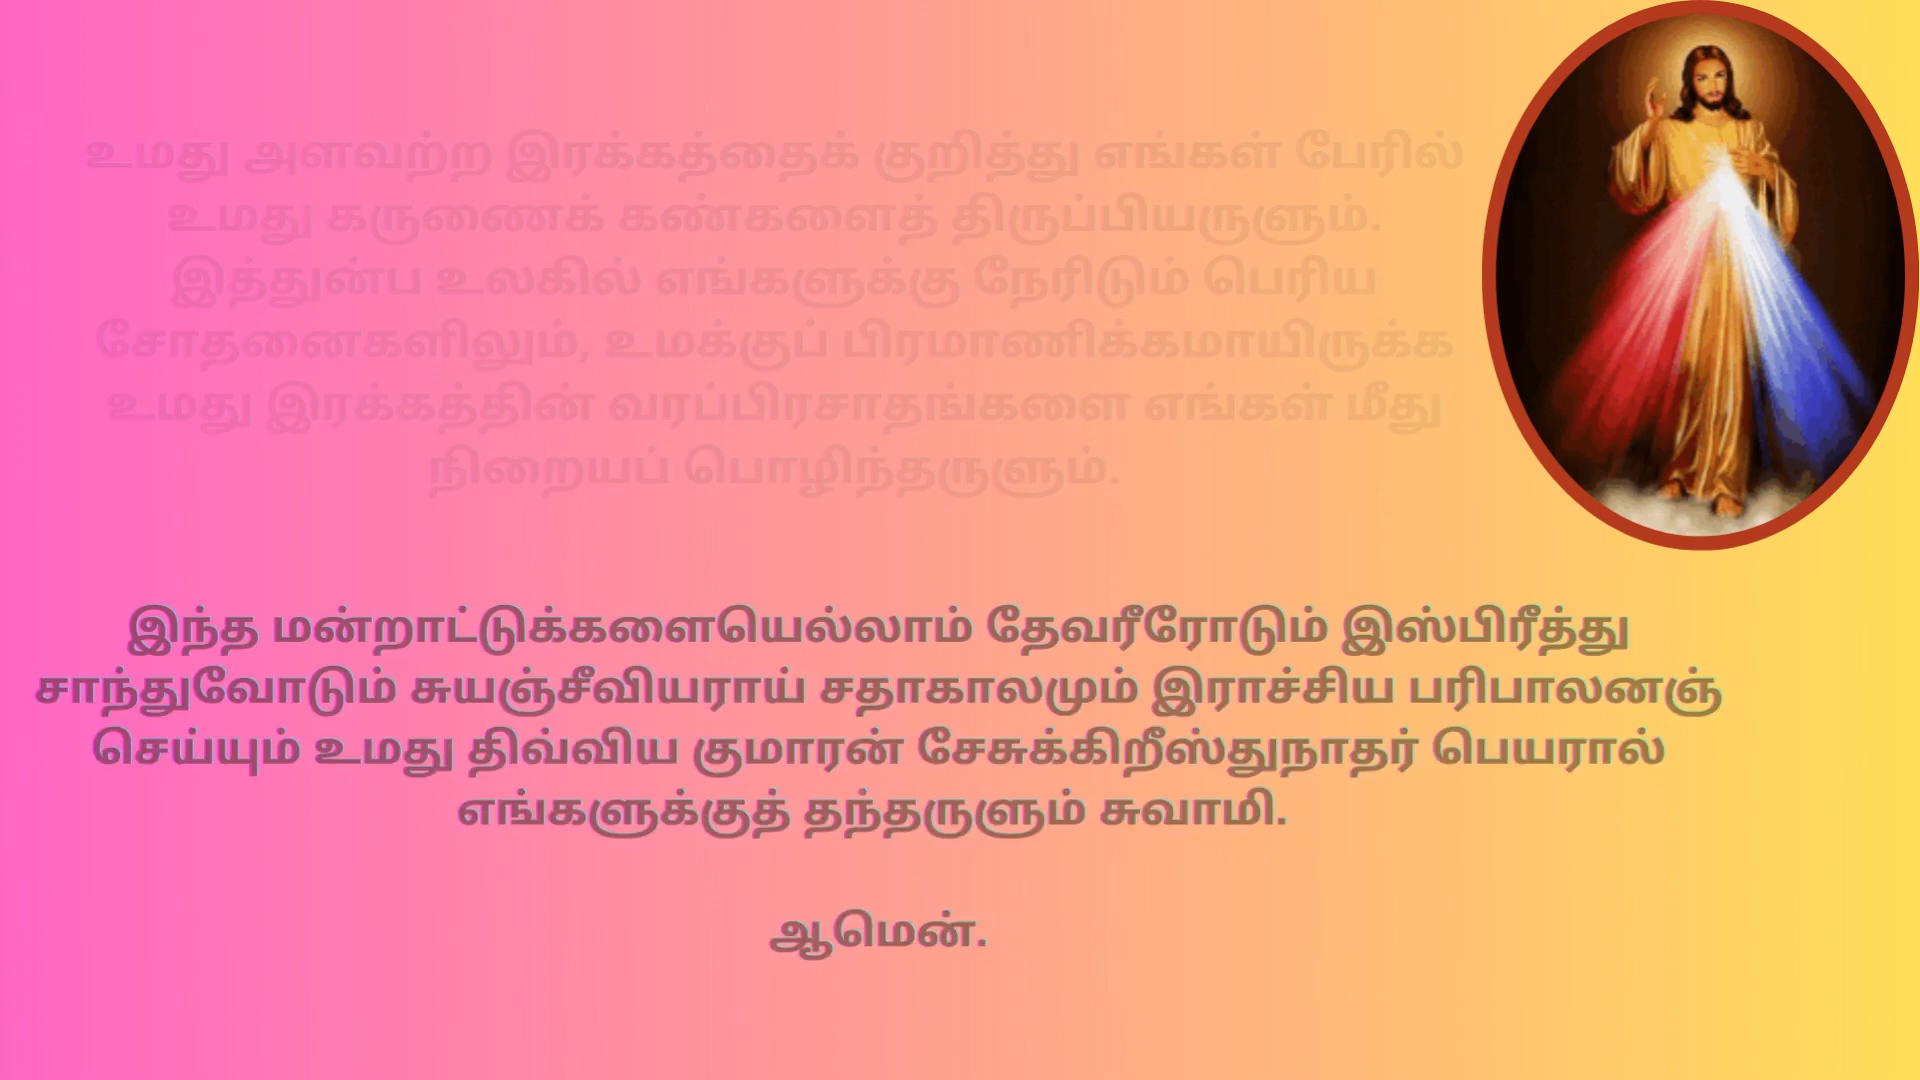 உமது அளவற்ற இரக்கத்தைக் குறித்து எங்கள் பேரில்
உமது கருணைக் கண்களைத் திருப்பியருளும்.
இத்துன்ப உலகில் எங்களுக்கு நேரிடும் பெரிய
சோதனைகளிலும், உமக்குப் பிரமாணிக்கமாயிருக்க
உமது இரக்கத்தின் வரப்பிரசாதங்களை எங்கள் மீது
நிறையப் பொழிந்தருளும்.
இந்த மன்றாட்டுக்களையெல்லாம் தேவரீரோடும் இஸ்பிரீத்து
சாந்துவோடும் சுயஞ்சீவியராய் சதாகாலமும் இராச்சிய பரிபாலனஞ்
செய்யும் உமது திவ்விய குமாரன் சேசுக்கிறீஸ்துநாதர் பெயரால்
எங்களுக்குத் தந்தருளும் சுவாமி.
ஆமென்.